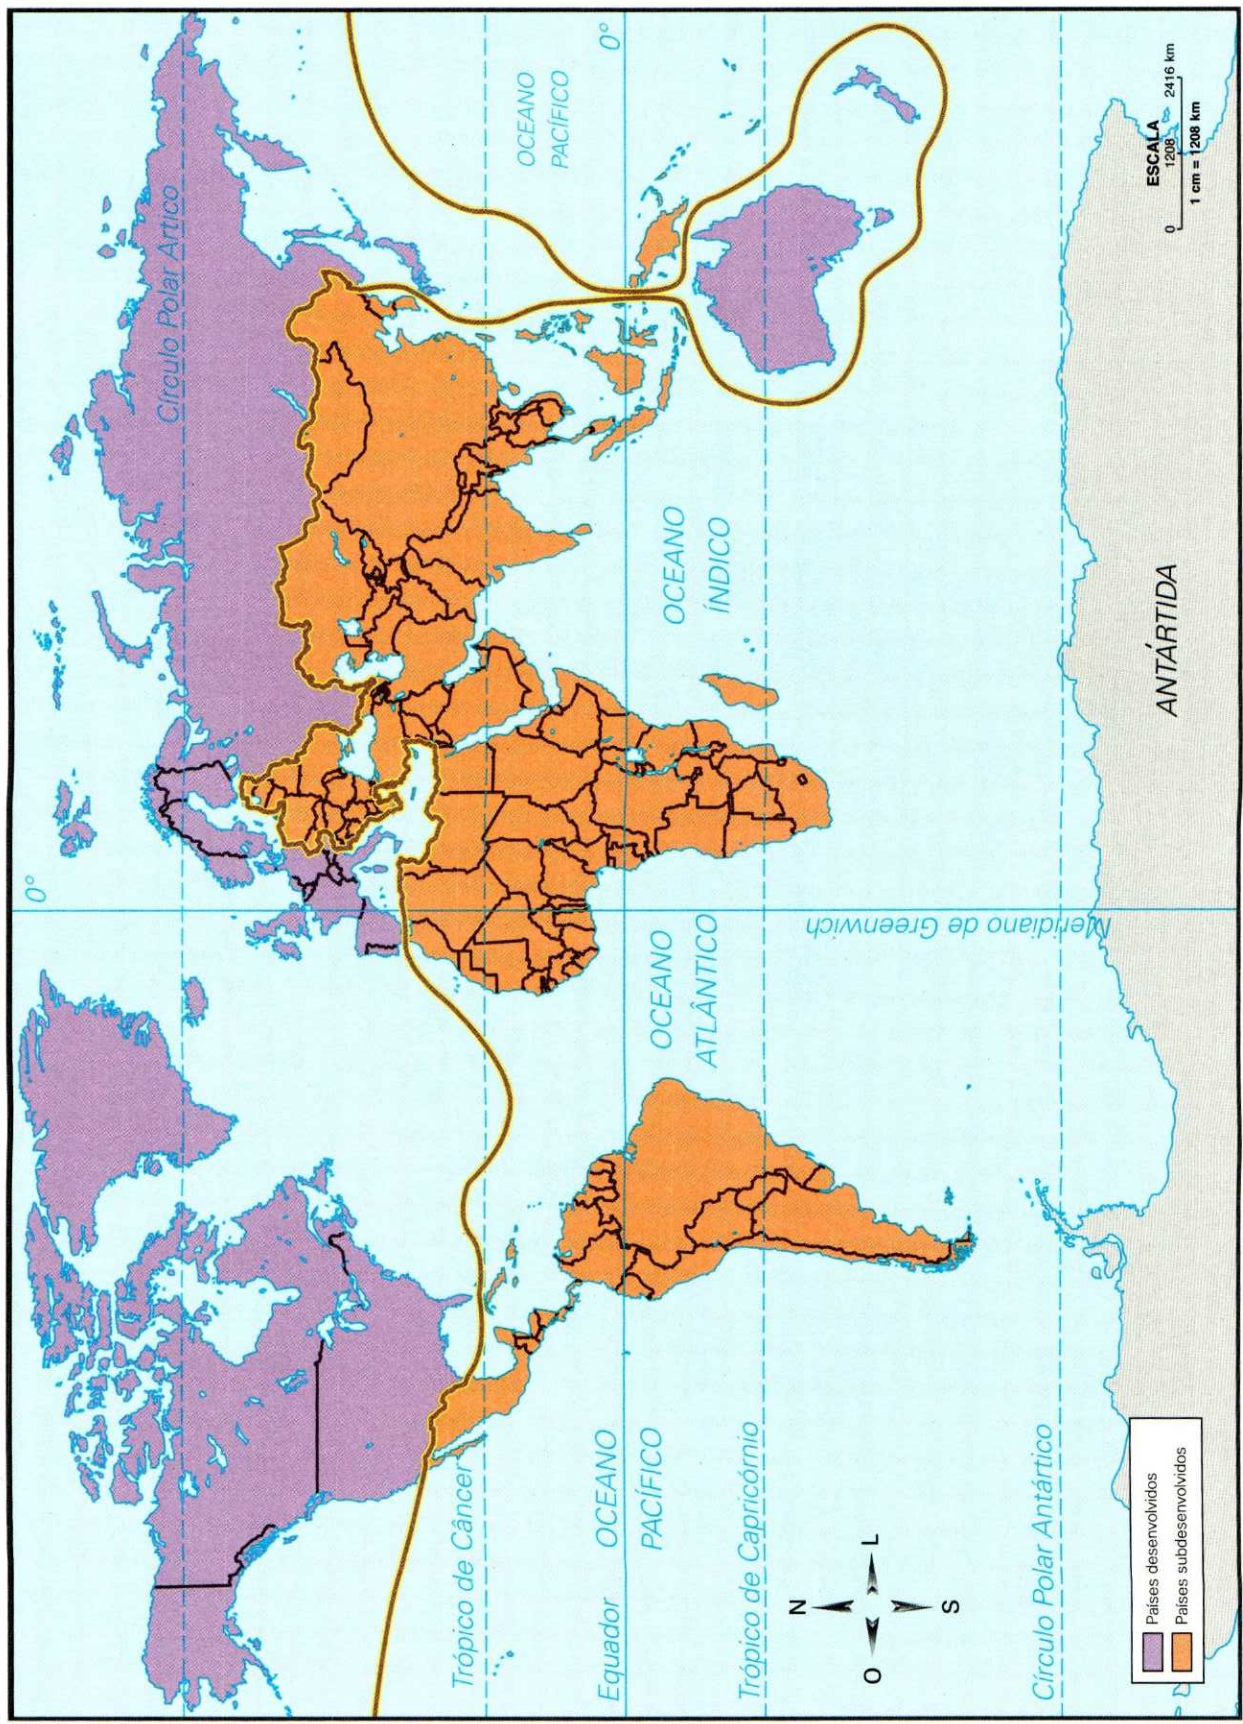 0°
Círculo Polar Artico
Trópico de Câncer
OCEANO
PACÍFICO
Equador
0°
OCEANO
PACÍFICO
OCEANO
ATLÂNTICO
OCEANO
ÍNDICO
Trópico de Capricórnio
Meridiano de Greenwich
N
O L
S
Círculo Polar Antártico
ANTÁRTIDA
Países desenvolvidos
Países subdesenvolvidos
ESCALA
0 1208 2416 km
1 cm = 1208 km